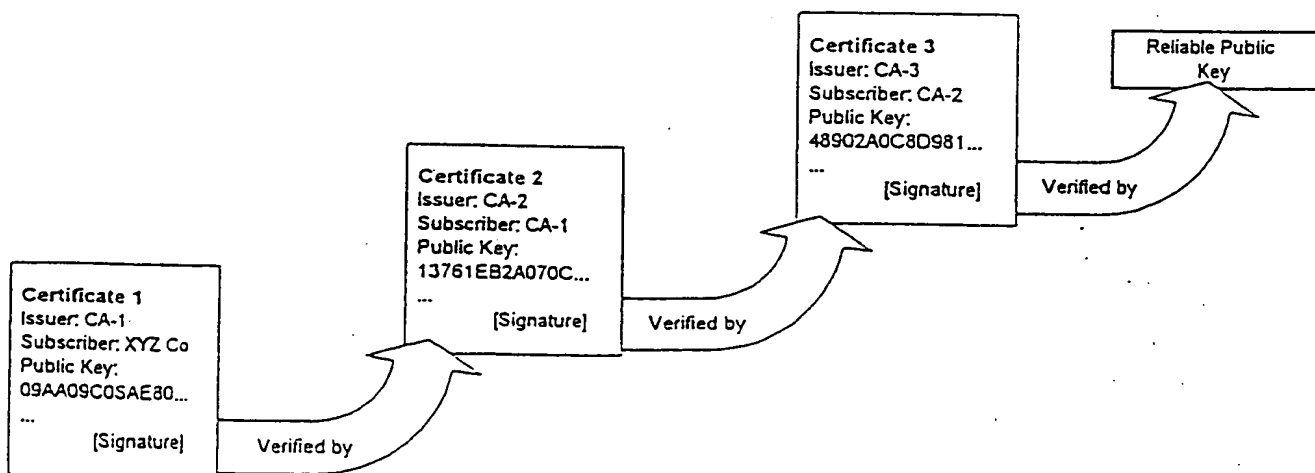 Certificate 1
Issuer: CA-1
Subscriber: XYZ Co
Public Key:
09AA09C0SAE80...
...
[Signature]
Verified by
Certificate 2
Issuer: CA-2
Subscriber: CA-1
Public Key:
13761EB2A070C...
...
[Signature]
Verified by
Certificate 3
Issuer: CA-3
Subscriber: CA-2
Public Key:
48902A0C8D981...
...
[Signature]
Verified by
Reliable Public
Key